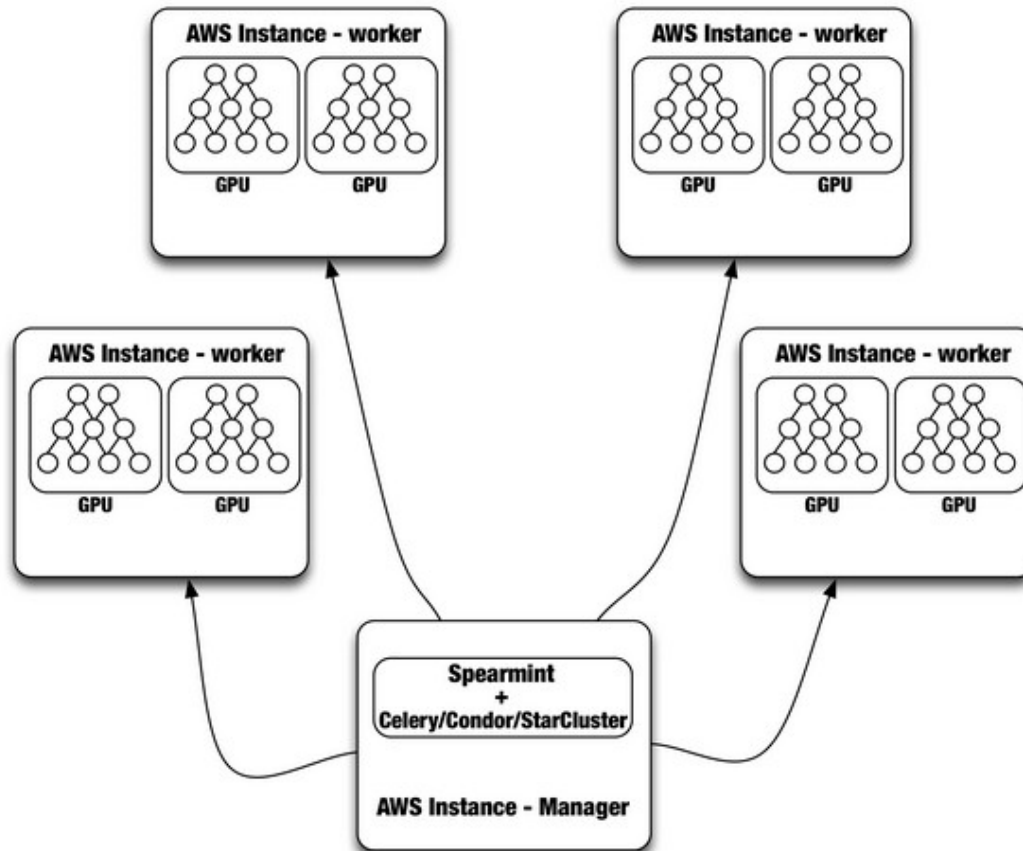 AWS Instance - worker
GPU
GPU
AWS Instance - worker
GPU
GPU
AWS Instance - worker
GPU
GPU
AWS Instance - worker
GPU
GPU
Spearmint
+
Celery/Condor/StarCluster
AWS Instance - Manager